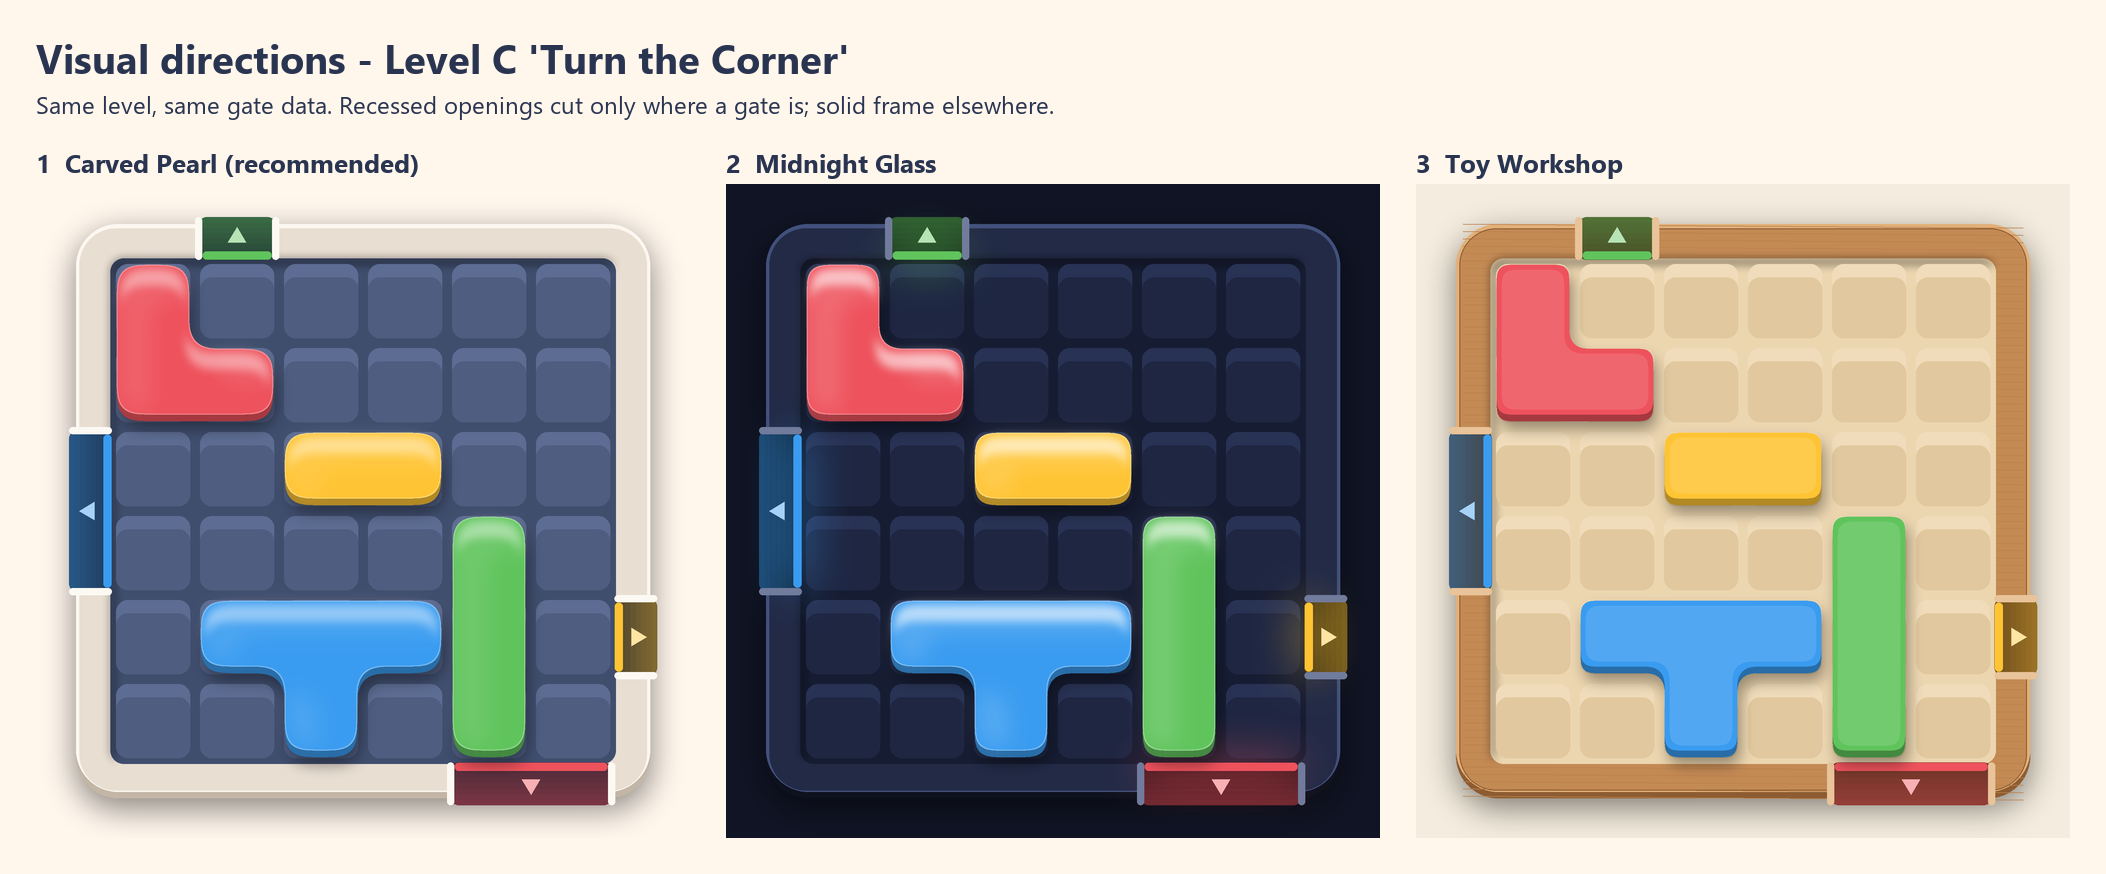 Visual directions - Level C 'Turn the Corner'
Same level, same gate data. Recessed openings cut only where a gate is; solid frame elsewhere.
1 Carved Pearl (recommended)
2 Midnight Glass
3 Toy Workshop